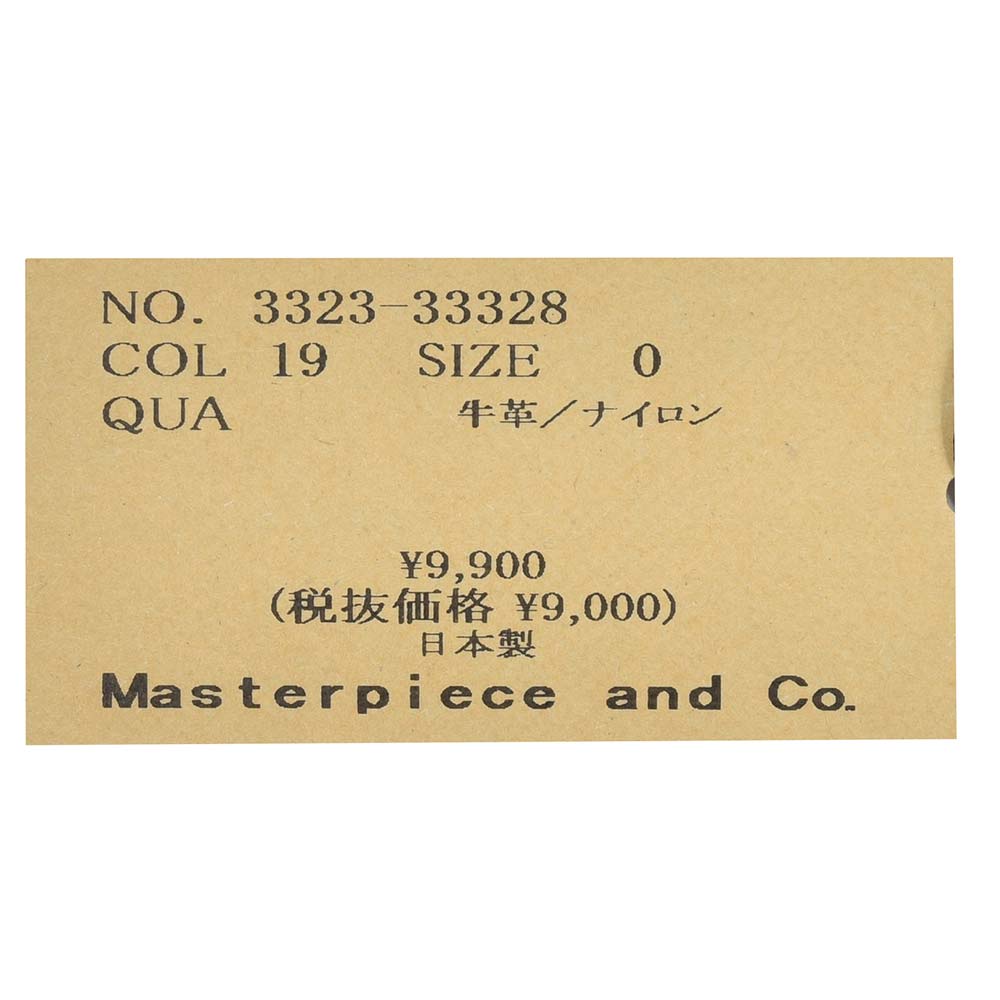 NO. 3323-33328
COL 19 SIZE 0
QUA 牛革/ナイロン
¥9,900
(税抜価格 ¥9,000)
日本製
Masterpiece and Co.